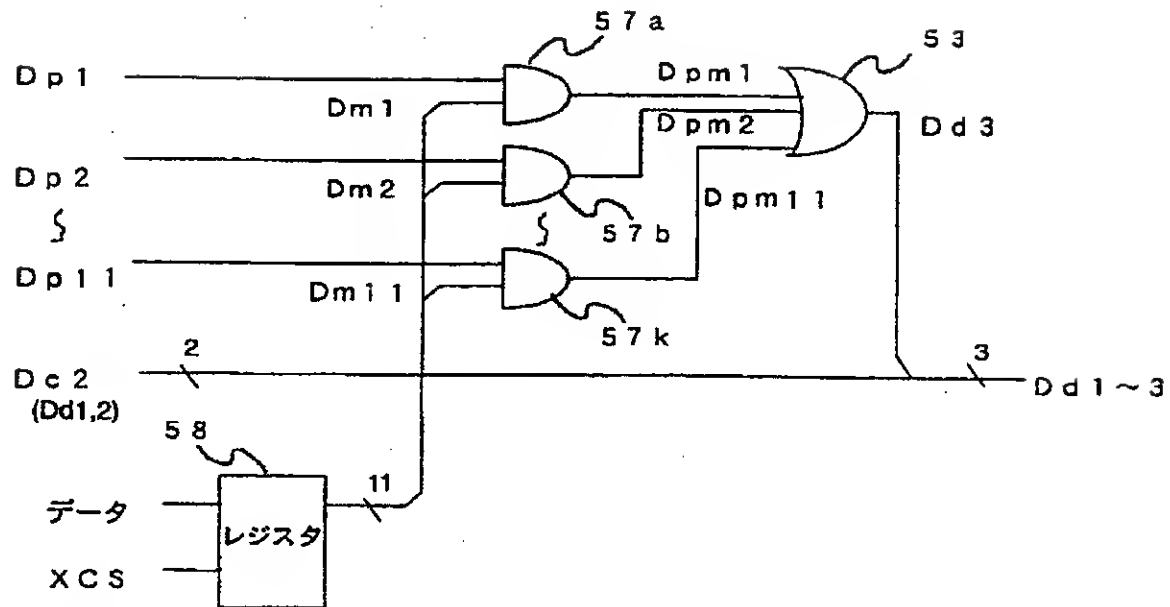 57a
53
Dp1
Dpm1
Dm1
Dpm2
Dd3
Dp2
Dm2
Dpm11
57b
Dp11
Dm11
57k
2
3
Dc2
(Dd1,2)
Dd1~3
58
11
データ
レジスタ
XCS